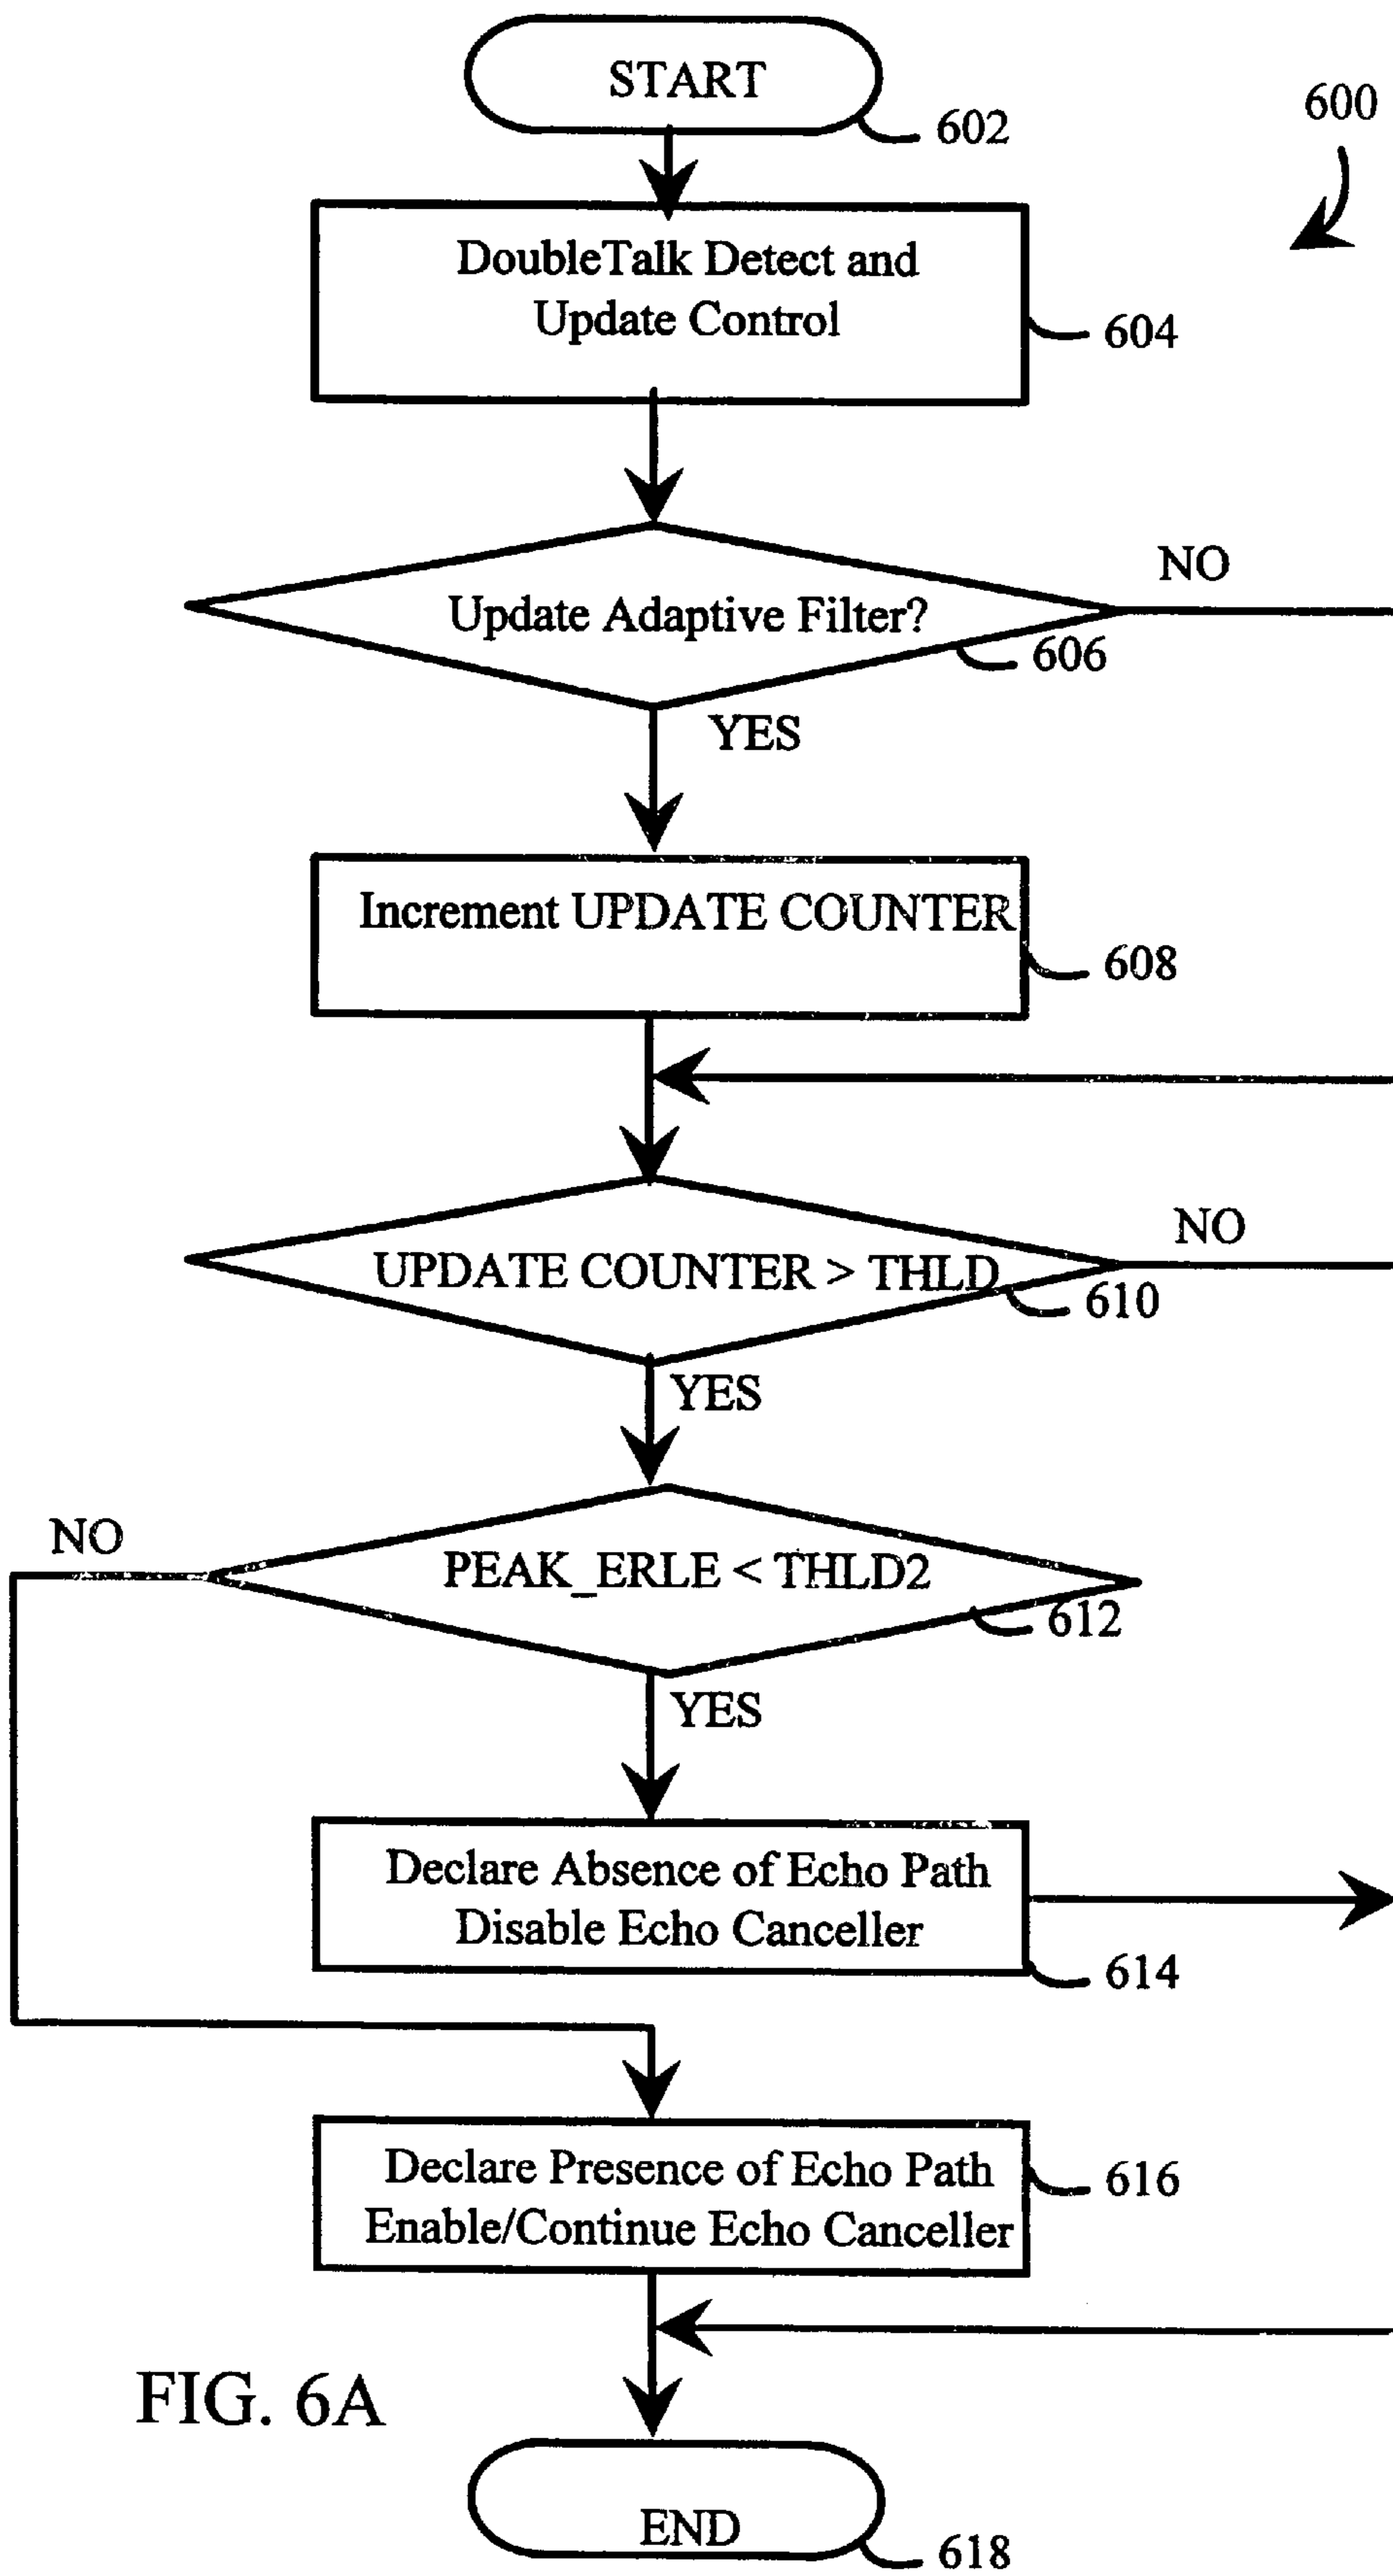 START
602
600
DoubleTalk Detect and
Update Control
604
NO
Update Adaptive Filter?
606
YES
Increment UPDATE COUNTER
608
NO
UPDATE COUNTER > THLD
610
YES
NO
PEAK_ERLE < THLD2
612
YES
Declare Absence of Echo Path
Disable Echo Canceller
614
Declare Presence of Echo Path
Enable/Continue Echo Canceller
616
FIG. 6A
END
618